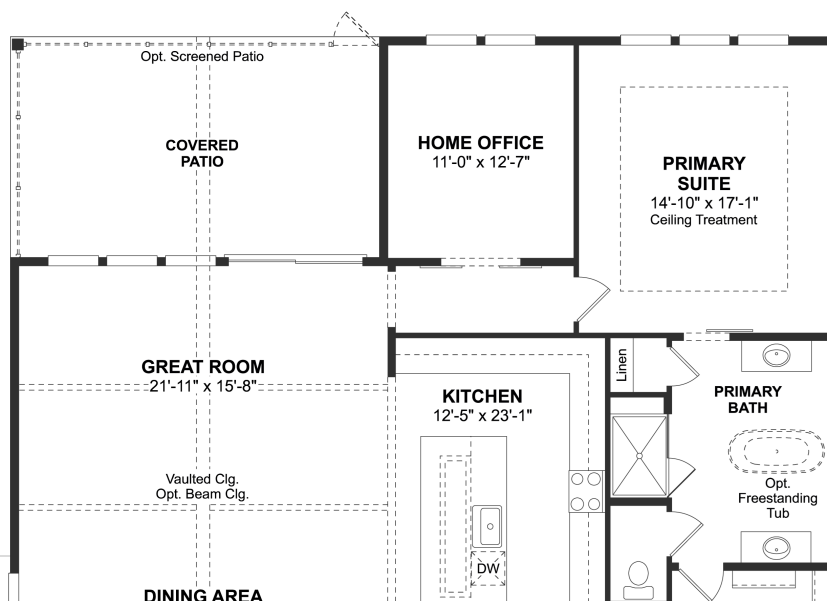 Opt. Screened Patio
COVERED
PATIO
HOME OFFICE
11'-0" x 12'-7"
PRIMARY
SUITE
14'-10" x 17'-1"
Ceiling Treatment
GREAT ROOM
21'-11" x 15'-8"
KITCHEN
12'-5" x 23'-1"
Linen
PRIMARY
BATH
Vaulted Clg.
Opt. Beam Clg.
Opt.
Freestanding
Tub
DW
DINING AREA